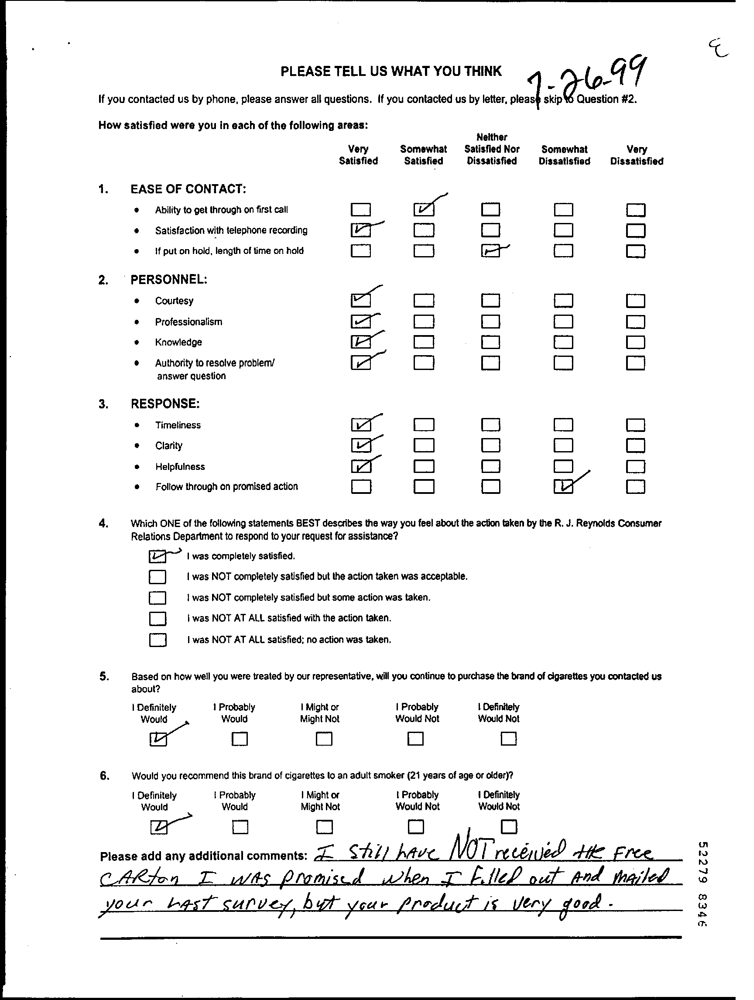 PLEASE TELL US WHAT YOU THINK
7-26-99
If you contacted us by phone, please answer all questions. If you contacted us by letter, please skip to Question #2.
How satisfied were you in each of the following areas:
Very Satisfied Somewhat Satisfied Neither Satisfied Nor Dissatisfied Somewhat Dissatisfied Very Dissatisfied
1. EASE OF CONTACT:
• Ability to get through on first call
• Satisfaction with telephone recording
• If put on hold, length of time on hold
2. PERSONNEL:
• Courtesy
• Professionalism
• Knowledge
• Authority to resolve problem/
answer question
3. RESPONSE:
• Timeliness
• Clarity
• Helpfulness
• Follow through on promised action
4. Which ONE of the following statements BEST describes the way you feel about the action taken by the R. J. Reynolds Consumer
Relations Department to respond to your request for assistance?
I was completely satisfied.
I was NOT completely satisfied but the action taken was acceptable.
I was NOT completely satisfied but some action was taken.
I was NOT AT ALL satisfied with the action taken.
I was NOT AT ALL satisfied; no action was taken.
5. Based on how well you were treated by our representative, will you continue to purchase the brand of cigarettes you contacted us
about?
I Definitely Would I Probably Would I Might or Might Not I Probably Would Not I Definitely Would Not
6. Would you recommend this brand of cigarettes to an adult smoker (21 years of age or older)?
I Definitely Would I Probably Would I Might or Might Not I Probably Would Not I Definitely Would Not
Please add any additional comments: I Still have NOT received the Free
CARton I WAS promised when I Filled out And mailed
your Last survey, but your product is very good.
52279 8346